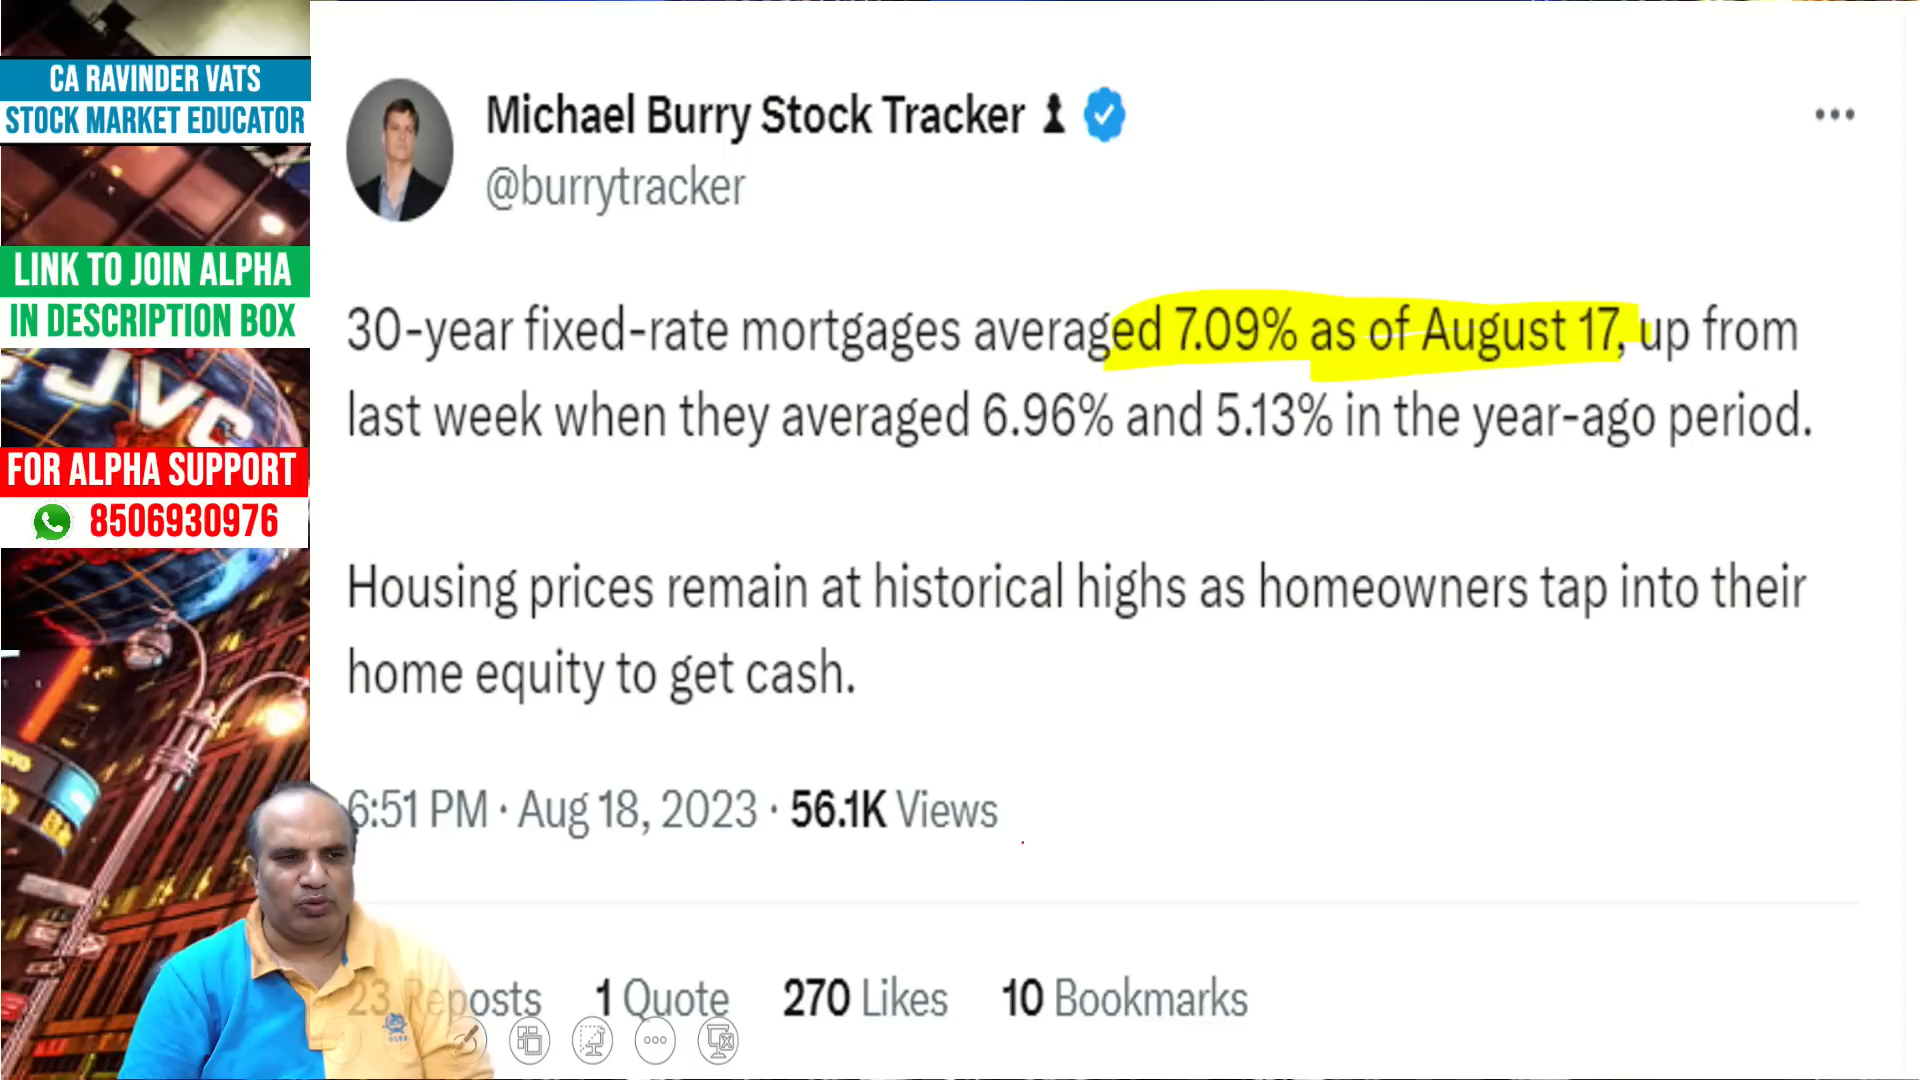 CA RAVINDER VATS
STOCK MARKET EDUCATOR
LINK TO JOIN ALPHA
IN DESCRIPTION BOX
JVC
FOR ALPHA SUPPORT
8506930976
Michael Burry Stock Tracker
@burrytracker
30-year fixed-rate mortgages averaged 7.09% as of August 17, up from
last week when they averaged 6.96% and 5.13% in the year-ago period.
Housing prices remain at historical highs as homeowners tap into their
home equity to get cash.
6:51 PM · Aug 18, 2023 · 56.1K Views
23 Reposts 1 Quote 270 Likes 10 Bookmarks